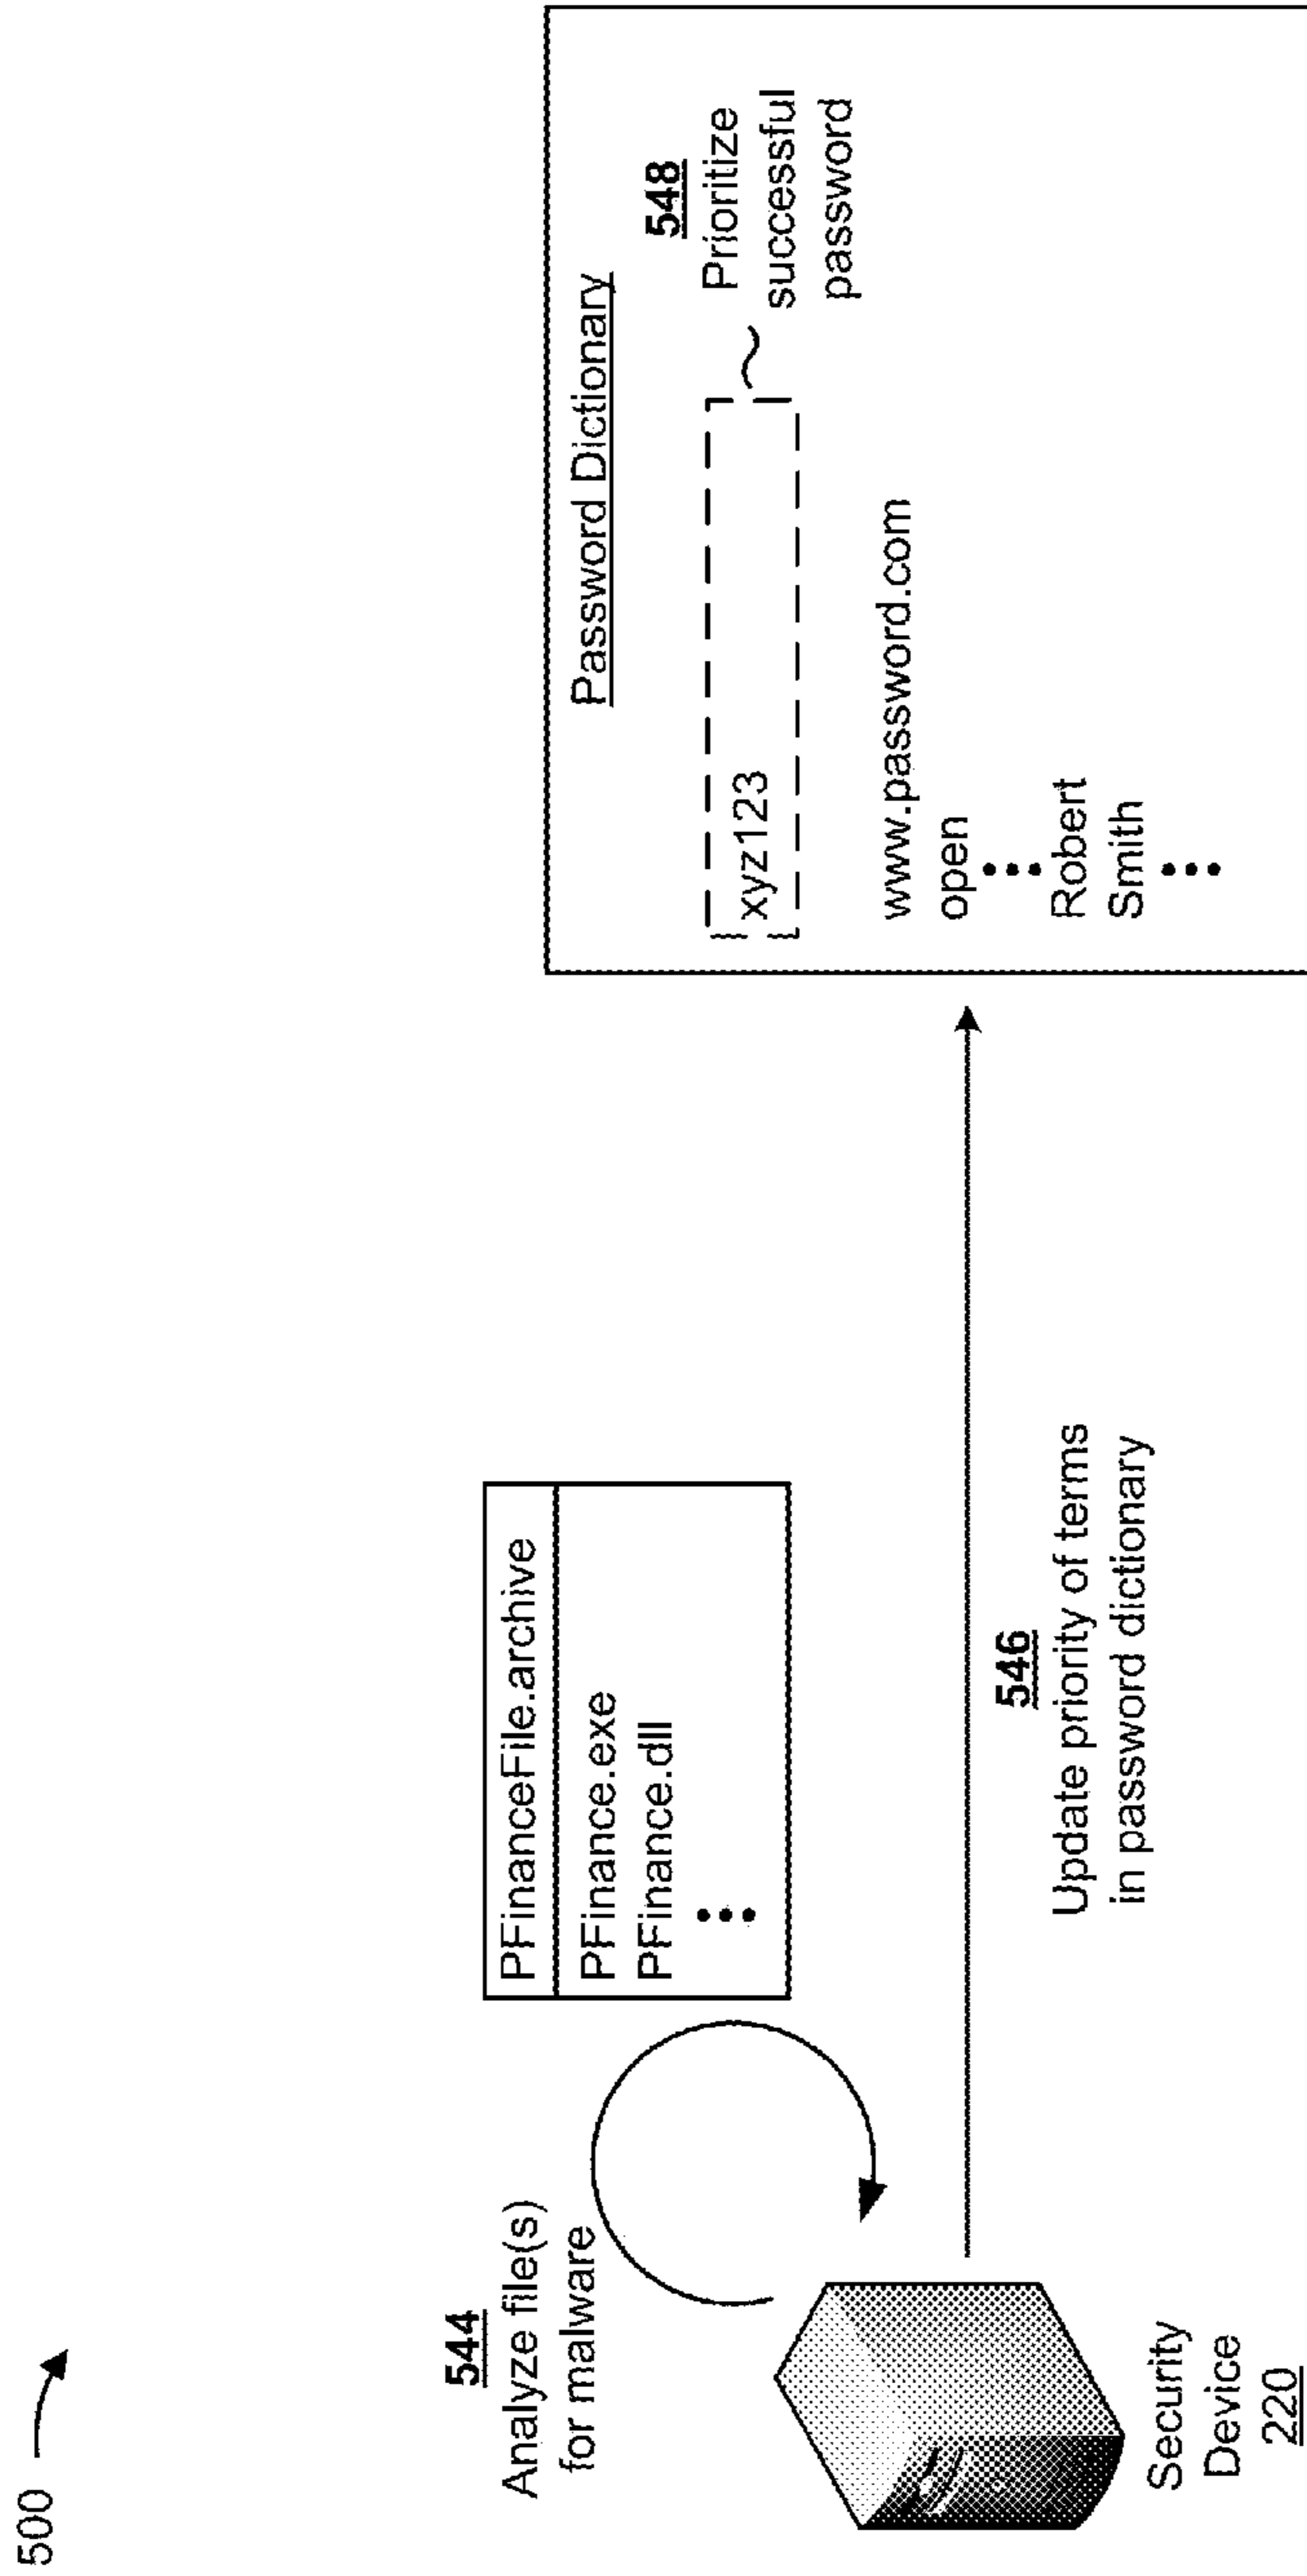 500
544
Analyze file(s)
for malware
PFinanceFile.archive
PFinance.exe
PFinance.dll
Security
Device
220
546
Update priority of terms
in password dictionary
Password Dictionary
xyz123
548
Prioritize
successful
password
www.password.com
open
Robert
Smith